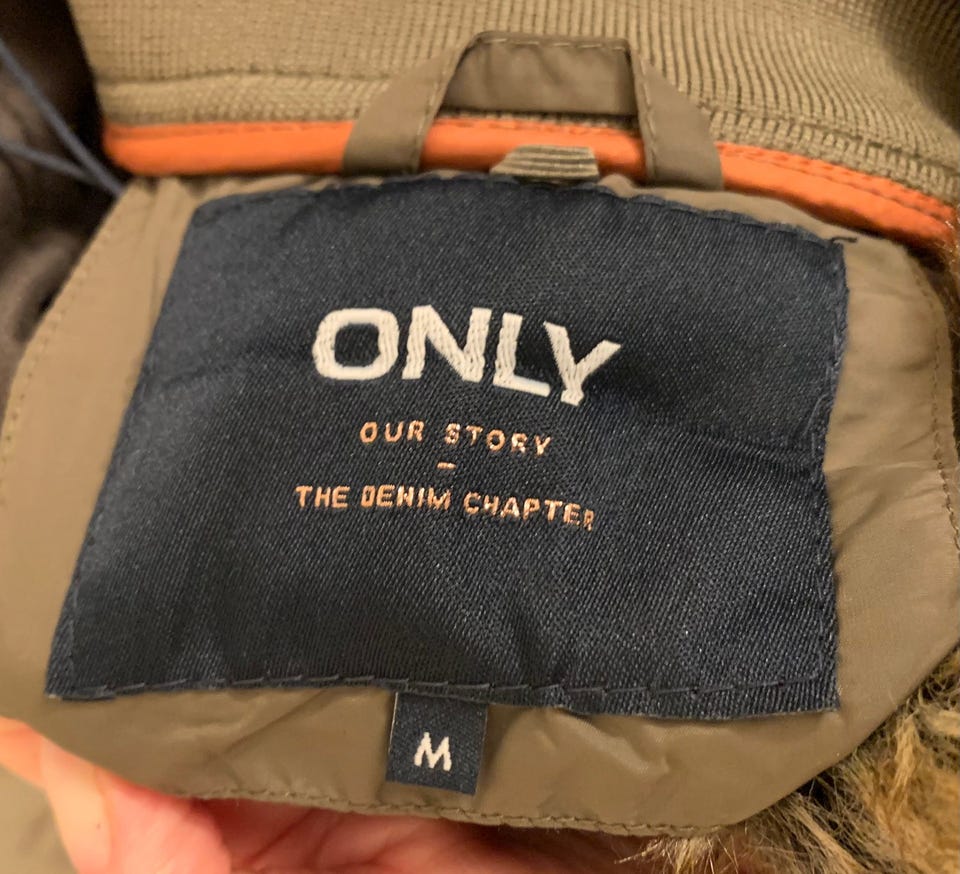 ONLY
OUR STORY
–
THE DENIM CHAPTER
M